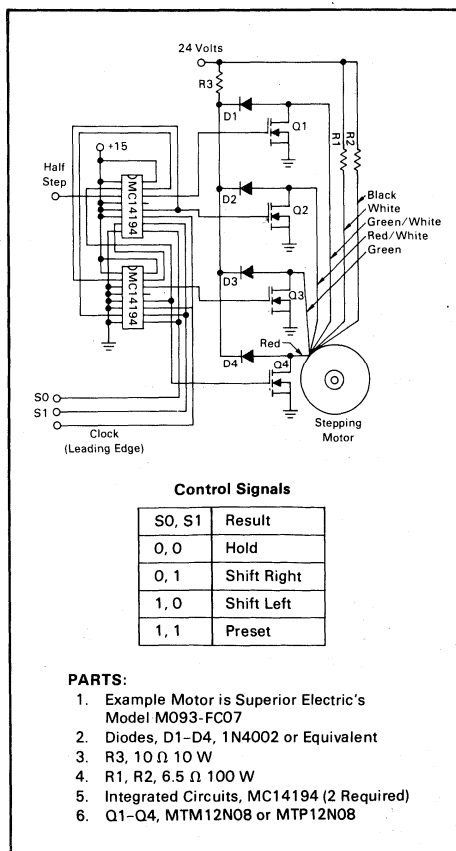 24 Volts
R3
D1
Q1
+15
Half
Step
MC14194
R1
R2
D2
Q2
Black
White
Green/White
Red/White
Green
MC14194
D3
Q3
Red
D4
Q4
S0
S1
Clock
(Leading Edge)
Stepping
Motor
Control Signals
S0, S1 Result
0, 0 Hold
0, 1 Shift Right
1, 0 Shift Left
1, 1 Preset
PARTS:
1. Example Motor is Superior Electric's
Model M093-FC07
2. Diodes, D1–D4, 1N4002 or Equivalent
3. R3, 10 Ω 10 W
4. R1, R2, 6.5 Ω 100 W
5. Integrated Circuits, MC14194 (2 Required)
6. Q1–Q4, MTM12N08 or MTP12N08